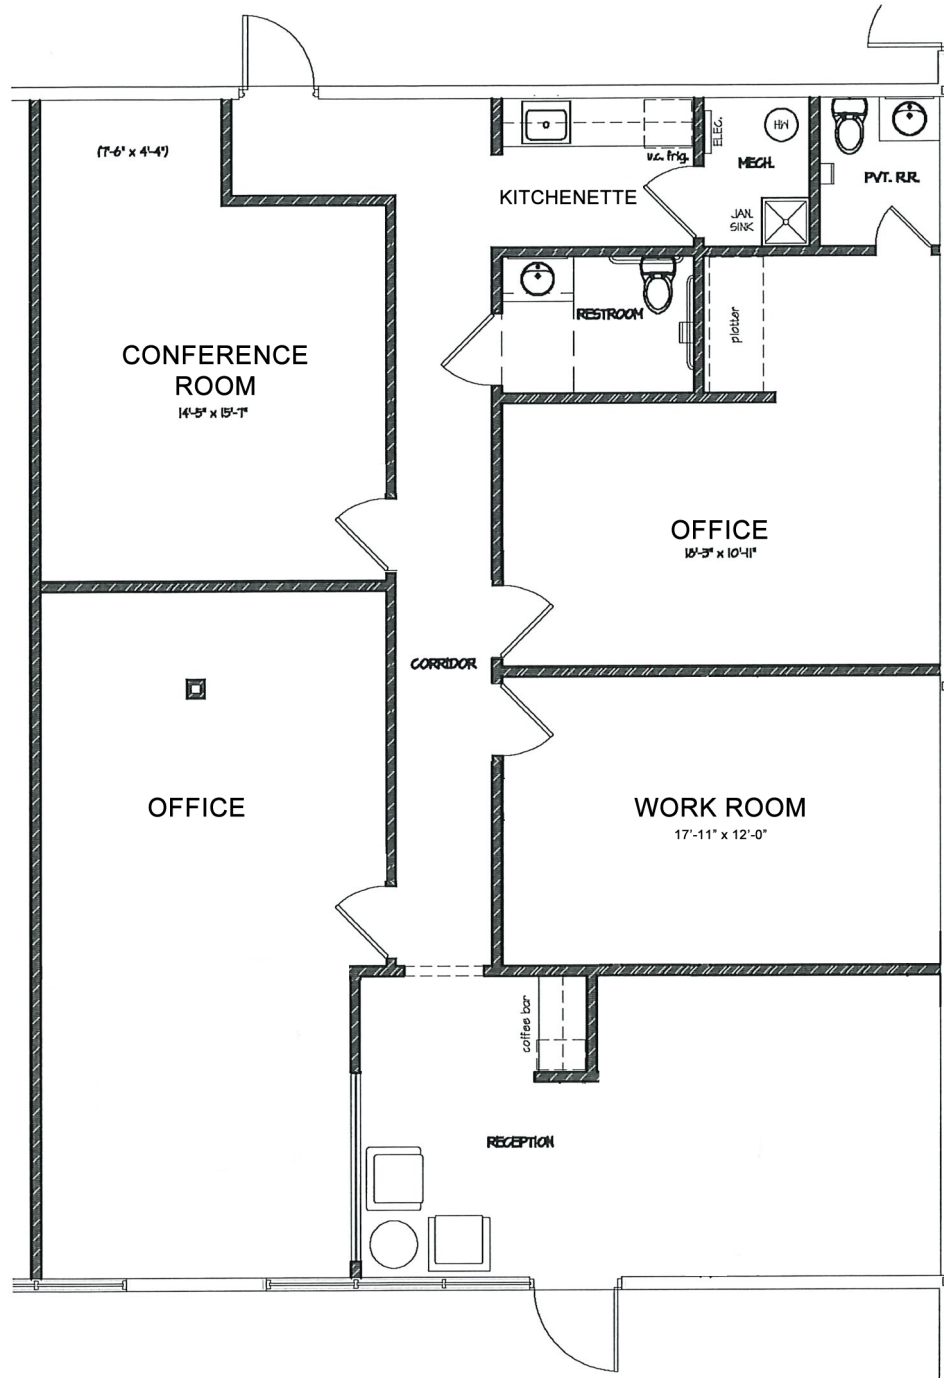 (7'-6" x 4'-4")
u.c. frig.
ELEC.
HW
MECH.
PVT. R.R.
KITCHENETTE
JAN.
SINK
RESTROOM
plotter
CONFERENCE
ROOM
14'-5" x 15'-7"
OFFICE
18'-3" x 10'-11"
CORRIDOR
OFFICE
WORK ROOM
17'-11" x 12'-0"
coffee bar
RECEPTION